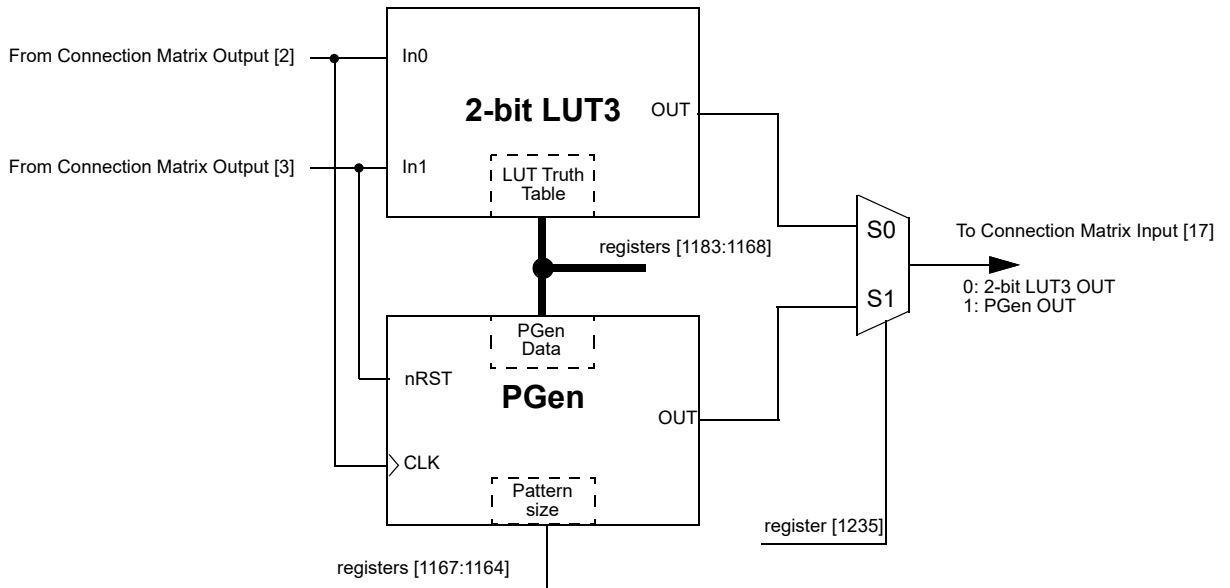 From Connection Matrix Output [2]
In0
2-bit LUT3
OUT
From Connection Matrix Output [3]
In1
LUT Truth
Table
registers [1183:1168]
S0
To Connection Matrix Input [17]
0: 2-bit LUT3 OUT
1: PGen OUT
S1
PGen
Data
nRST
PGen
OUT
CLK
Pattern
size
register [1235]
registers [1167:1164]